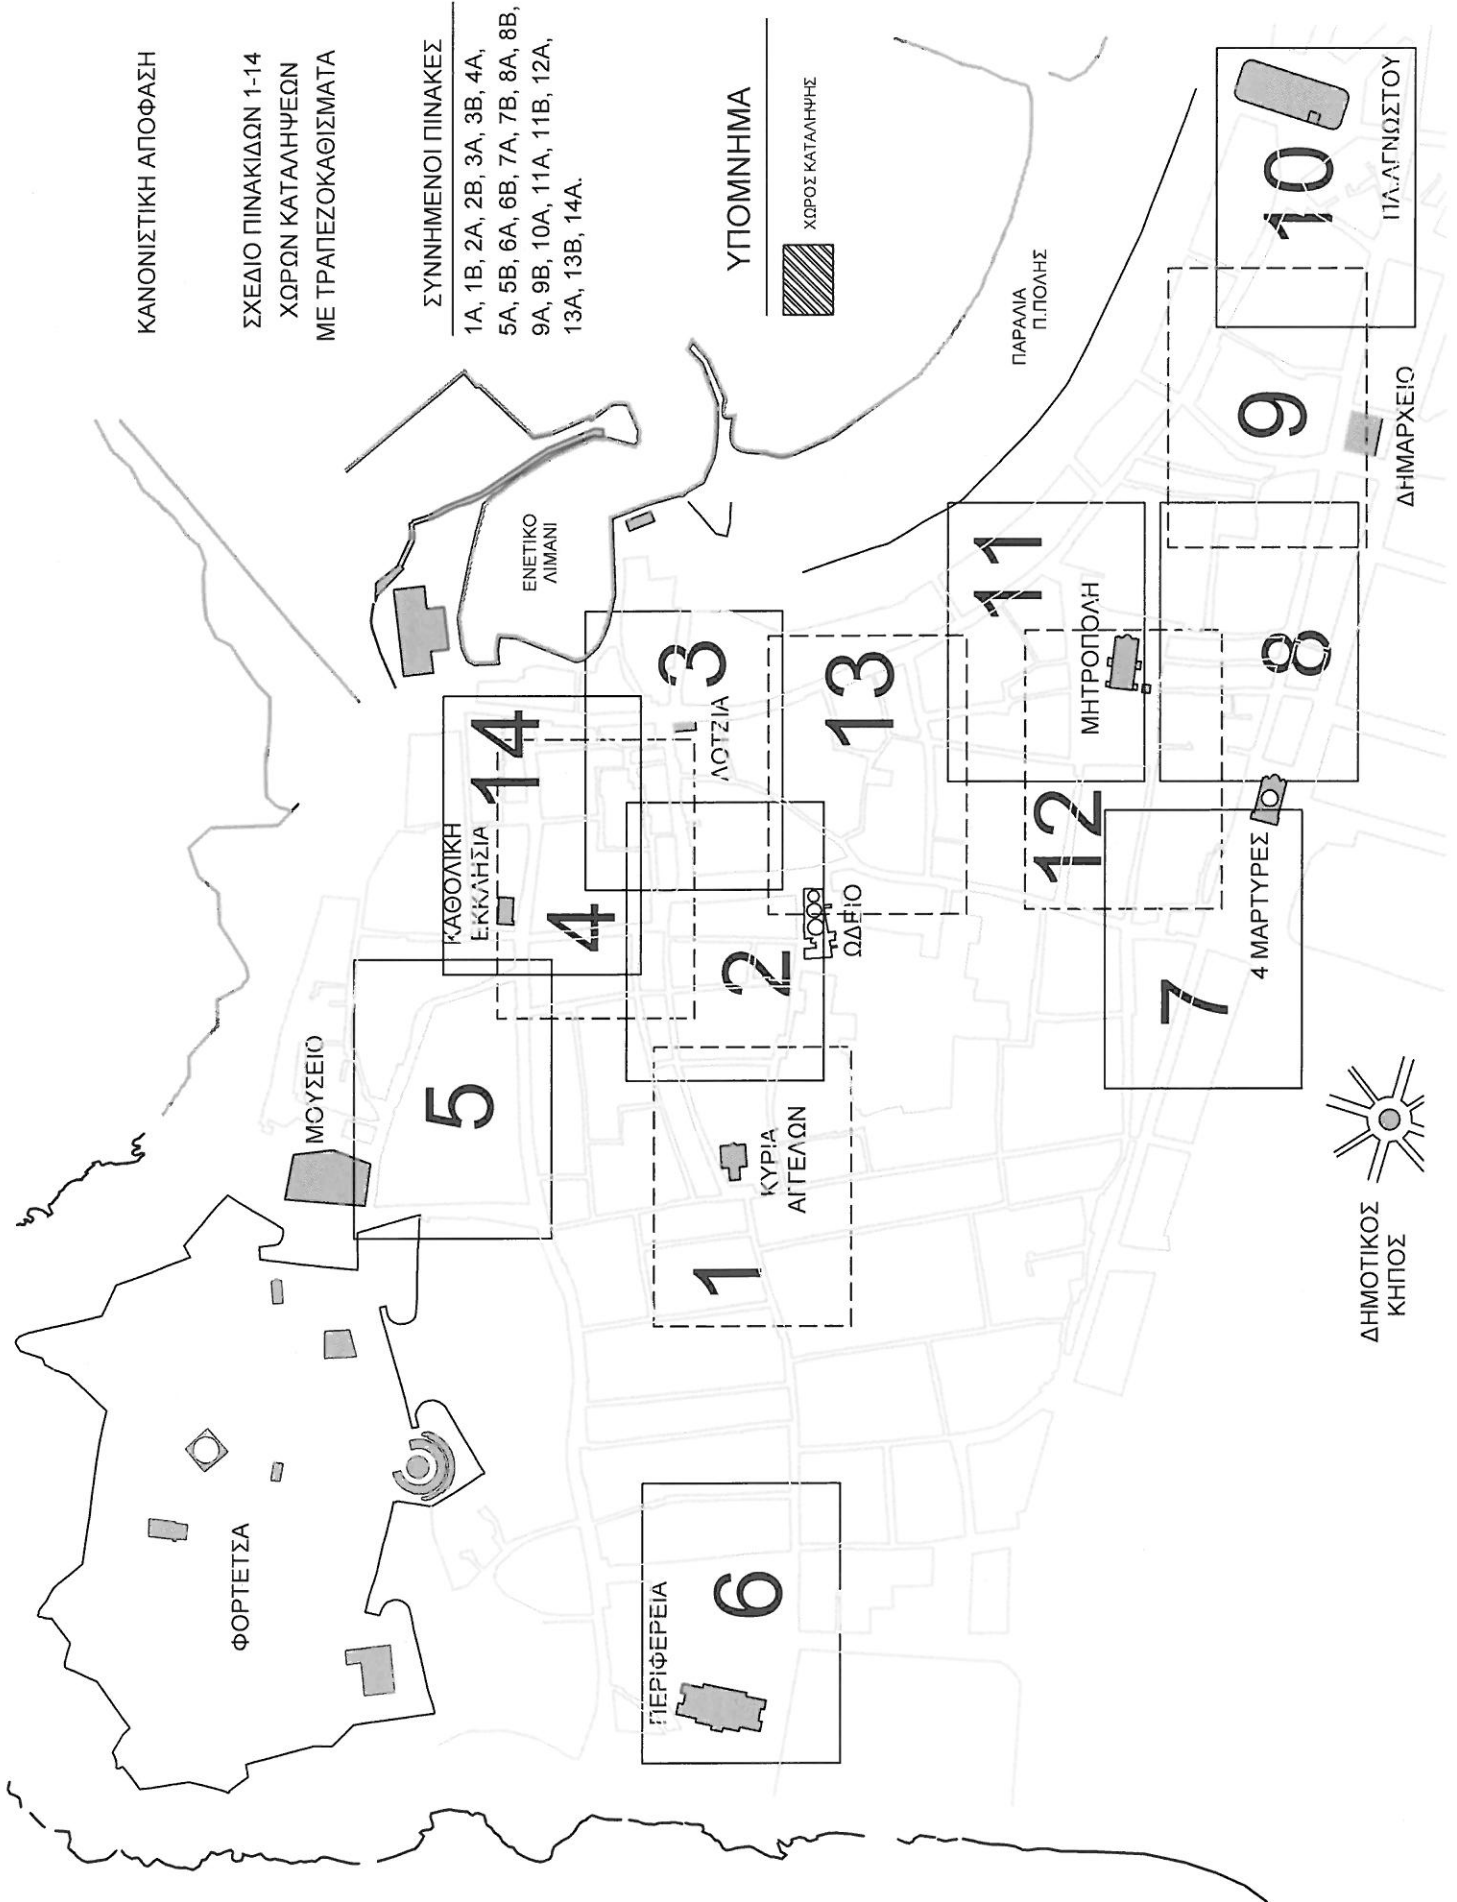 ΚΑΝΟΝΙΣΤΙΚΗ ΑΠΟΦΑΣΗ
ΣΧΕΔΙΟ ΠΙΝΑΚΙΔΩΝ 1-14
ΧΩΡΩΝ ΚΑΤΑΛΗΨΕΩΝ
ΜΕ ΤΡΑΠΕΖΟΚΑΘΙΣΜΑΤΑ
ΣΥΝΝΗΜΕΝΟΙ ΠΙΝΑΚΕΣ
1Α, 1Β, 2Α, 2Β, 3Α, 3Β, 4Α,
5Α, 5Β, 6Α, 6Β, 7Α, 7Β, 8Α, 8Β,
9Α, 9Β, 10Α, 11Α, 11Β, 12Α,
13Α, 13Β, 14Α.
ΥΠΟΜΝΗΜΑ
ΧΩΡΟΣ ΚΑΤΑΛΗΨΗΣ
ΦΟΡΤΕΤΣΑ
ΜΟΥΣΕΙΟ
5
ΚΑΘΟΛΙΚΗ
ΕΚΚΛΗΣΙΑ
14
4
ΕΝΕΤΙΚΟ
ΛΙΜΑΝΙ
3
ΛΟΤΖΙΑ
ΠΕΡΙΦΕΡΕΙΑ
6
1
ΚΥΡΙΑ
ΑΓΓΕΛΩΝ
2
ΩΔΕΙΟ
13
ΠΑΡΑΛΙΑ
Π.ΠΟΛΗΣ
11
12
ΜΗΤΡΟΠΟΛΗ
7
4 ΜΑΡΤΥΡΕΣ
8
9
10
ΠΛ.ΑΓΝΩΣΤΟΥ
ΔΗΜΑΡΧΕΙΟ
ΔΗΜΟΤΙΚΟΣ
ΚΗΠΟΣ